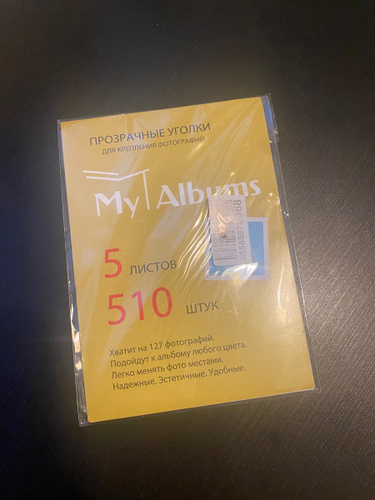 ПРОЗРАЧНЫЕ УГОЛКИ
ДЛЯ КРЕПЛЕНИЯ ФОТОГРАФИЙ
My Albums
5 ЛИСТОВ
510 ШТУК
Хватит на 127 фотографий.
Подойдут к альбому любого цвета.
Легко менять фото местами.
Надежные. Эстетичные. Удобные.